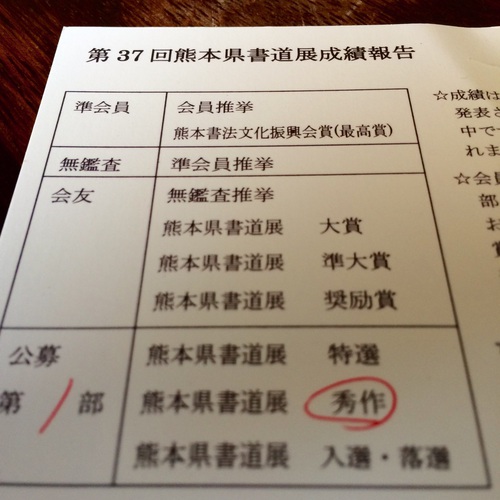 第37回熊本県書道展成績報告
準会員 会員推挙
熊本書法文化振興会賞(最高賞)
無鑑査 準会員推挙
会友 無鑑査推挙
熊本県書道展 大賞
熊本県書道展 準大賞
熊本県書道展 奨励賞
公募 熊本県書道展 特選
第 1 部 熊本県書道展 秀作
熊本県書道展 入選・落選
☆成績は
発表さ
中で
れま
☆会員
部
お